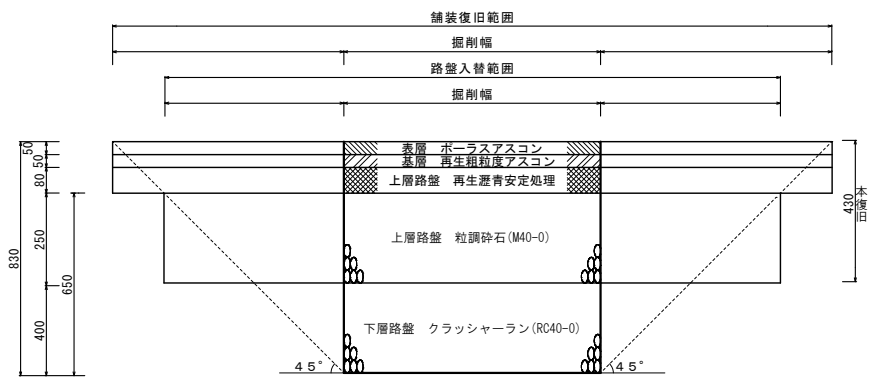 舗装復旧範囲
掘削幅
路盤入替範囲
掘削幅
表層 ポーラスアスコン
基層 再生粗粒度アスコン
上層路盤 再生瀝青安定処理
上層路盤 粒調砕石(M40-0)
下層路盤 クラッシャーラン(RC40-0)
50
50
80
250
400
830
650
430
本復旧
45°
45°